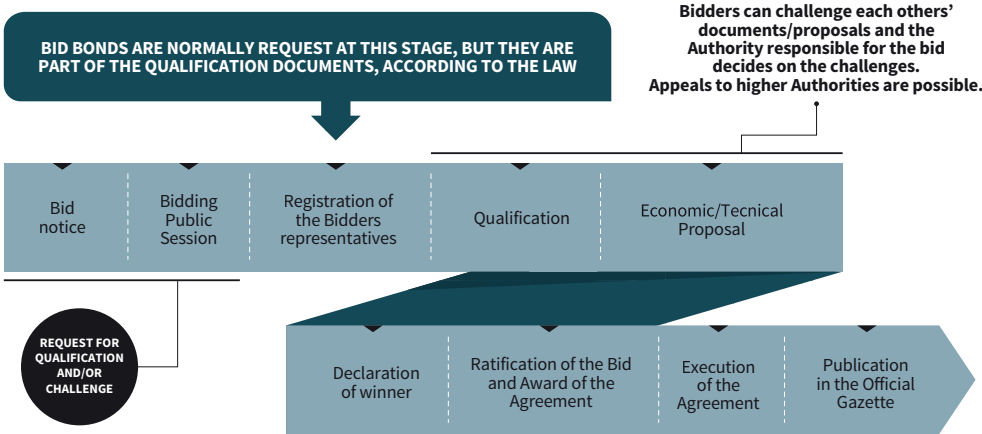 BID BONDS ARE NORMALLY REQUEST AT THIS STAGE, BUT THEY ARE
PART OF THE QUALIFICATION DOCUMENTS, ACCORDING TO THE LAW
Bidders can challenge each others’
documents/proposals and the
Authority responsible for the bid
decides on the challenges.
Appeals to higher Authorities are possible.
Bid
notice
Bidding
Public
Session
Registration of
the Bidders
representatives
Qualification
Economic/Tecnical
Proposal
REQUEST FOR
QUALIFICATION
AND/OR
CHALLENGE
Declaration
of winner
Ratification of the Bid
and Award of the
Agreement
Execution
of the
Agreement
Publication
in the Official
Gazette